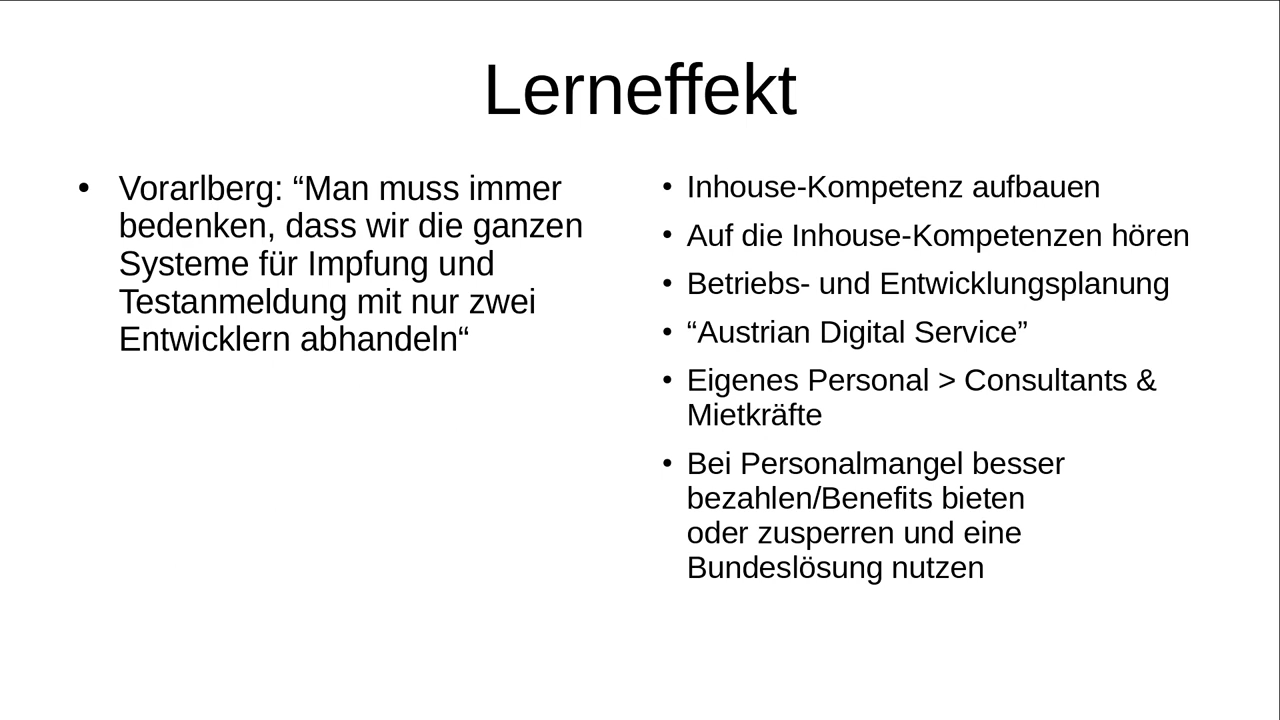 Lerneffekt
• Vorarlberg: “Man muss immer
bedenken, dass wir die ganzen
Systeme für Impfung und
Testanmeldung mit nur zwei
Entwicklern abhandeln“
• Inhouse-Kompetenz aufbauen
• Auf die Inhouse-Kompetenzen hören
• Betriebs- und Entwicklungsplanung
• “Austrian Digital Service”
• Eigenes Personal > Consultants &
Mietkräfte
• Bei Personalmangel besser
bezahlen/Benefits bieten
oder zusperren und eine
Bundeslösung nutzen